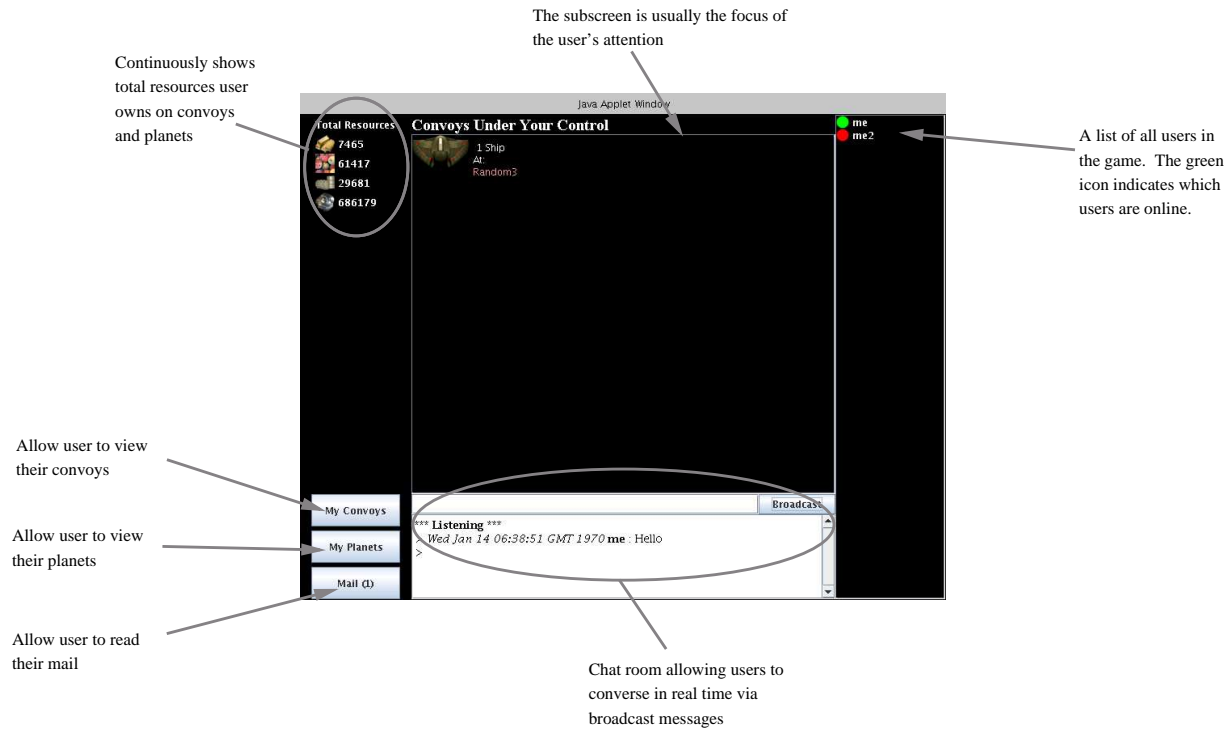 The subscreen is usually the focus of
the user's attention
Continuously shows
total resources user
owns on convoys
and planets
Java Applet Window
Total Resources
7465
61417
29681
686179
Convoys Under Your Control
1 Ship
At:
Random3
me
me2
A list of all users in
the game. The green
icon indicates which
users are online.
Allow user to view
their convoys
Allow user to view
their planets
Allow user to read
their mail
My Convoys
My Planets
Mail (1)
Broadcast
*** Listening ***
> Wed Jan 14 06:38:51 GMT 1970 me : Hello
>
Chat room allowing users to
converse in real time via
broadcast messages